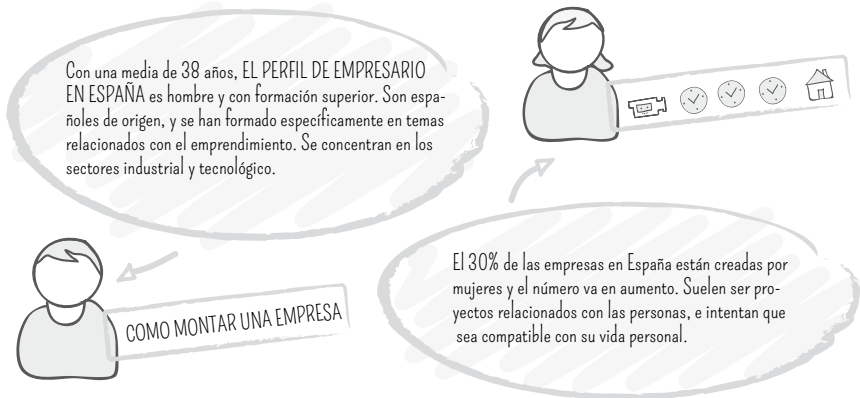 Con una media de 38 años, EL PERFIL DE EMPRESARIO
EN ESPAÑA es hombre y con formación superior. Son espa-
ñoles de origen, y se han formado específicamente en temas
relacionados con el emprendimiento. Se concentran en los
sectores industrial y tecnológico.
COMO MONTAR UNA EMPRESA
El 30% de las empresas en España están creadas por
mujeres y el número va en aumento. Suelen ser pro-
yectos relacionados con las personas, e intentan que
sea compatible con su vida personal.